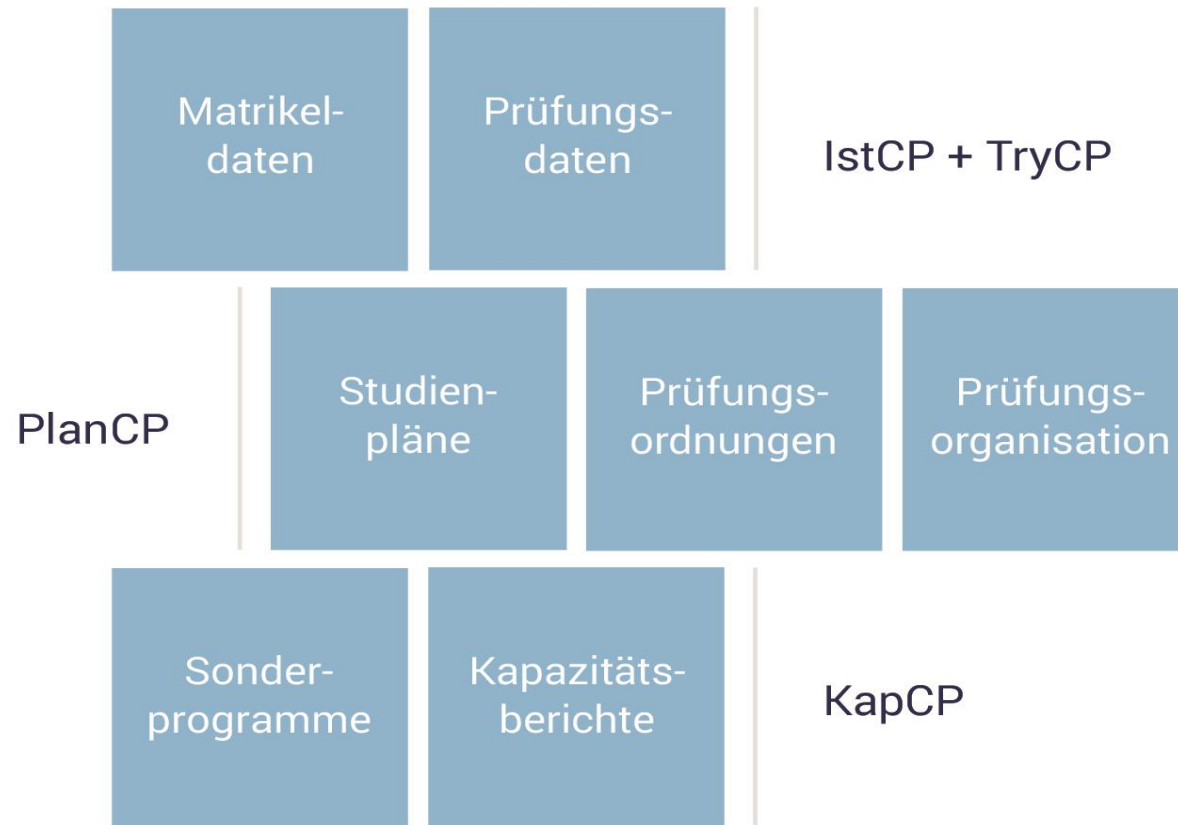 Matrikel-
daten
Prüfungs-
daten
IstCP + TryCP
PlanCP
Studien-
pläne
Prüfungs-
ordnungen
Prüfungs-
organisation
Sonder-
programme
Kapazitäts-
berichte
KapCP